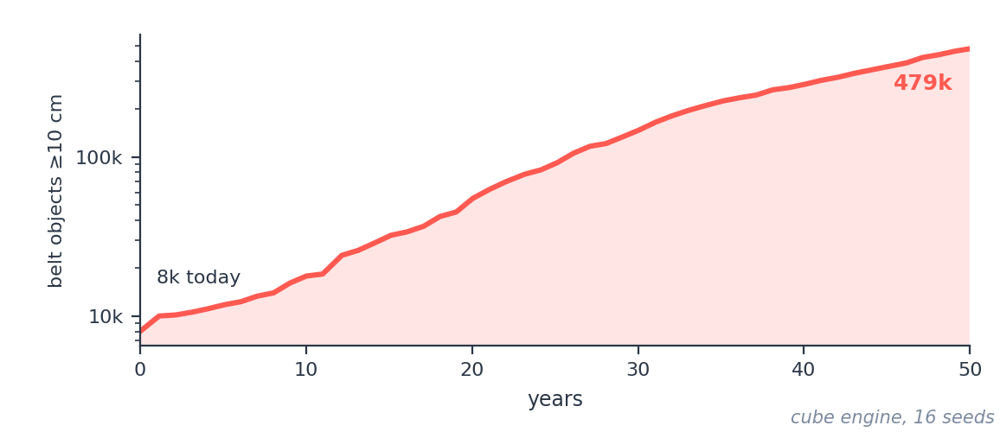 belt objects ≥10 cm
100k
10k
8k today
479k
0 10 20 30 40 50
years
cube engine, 16 seeds